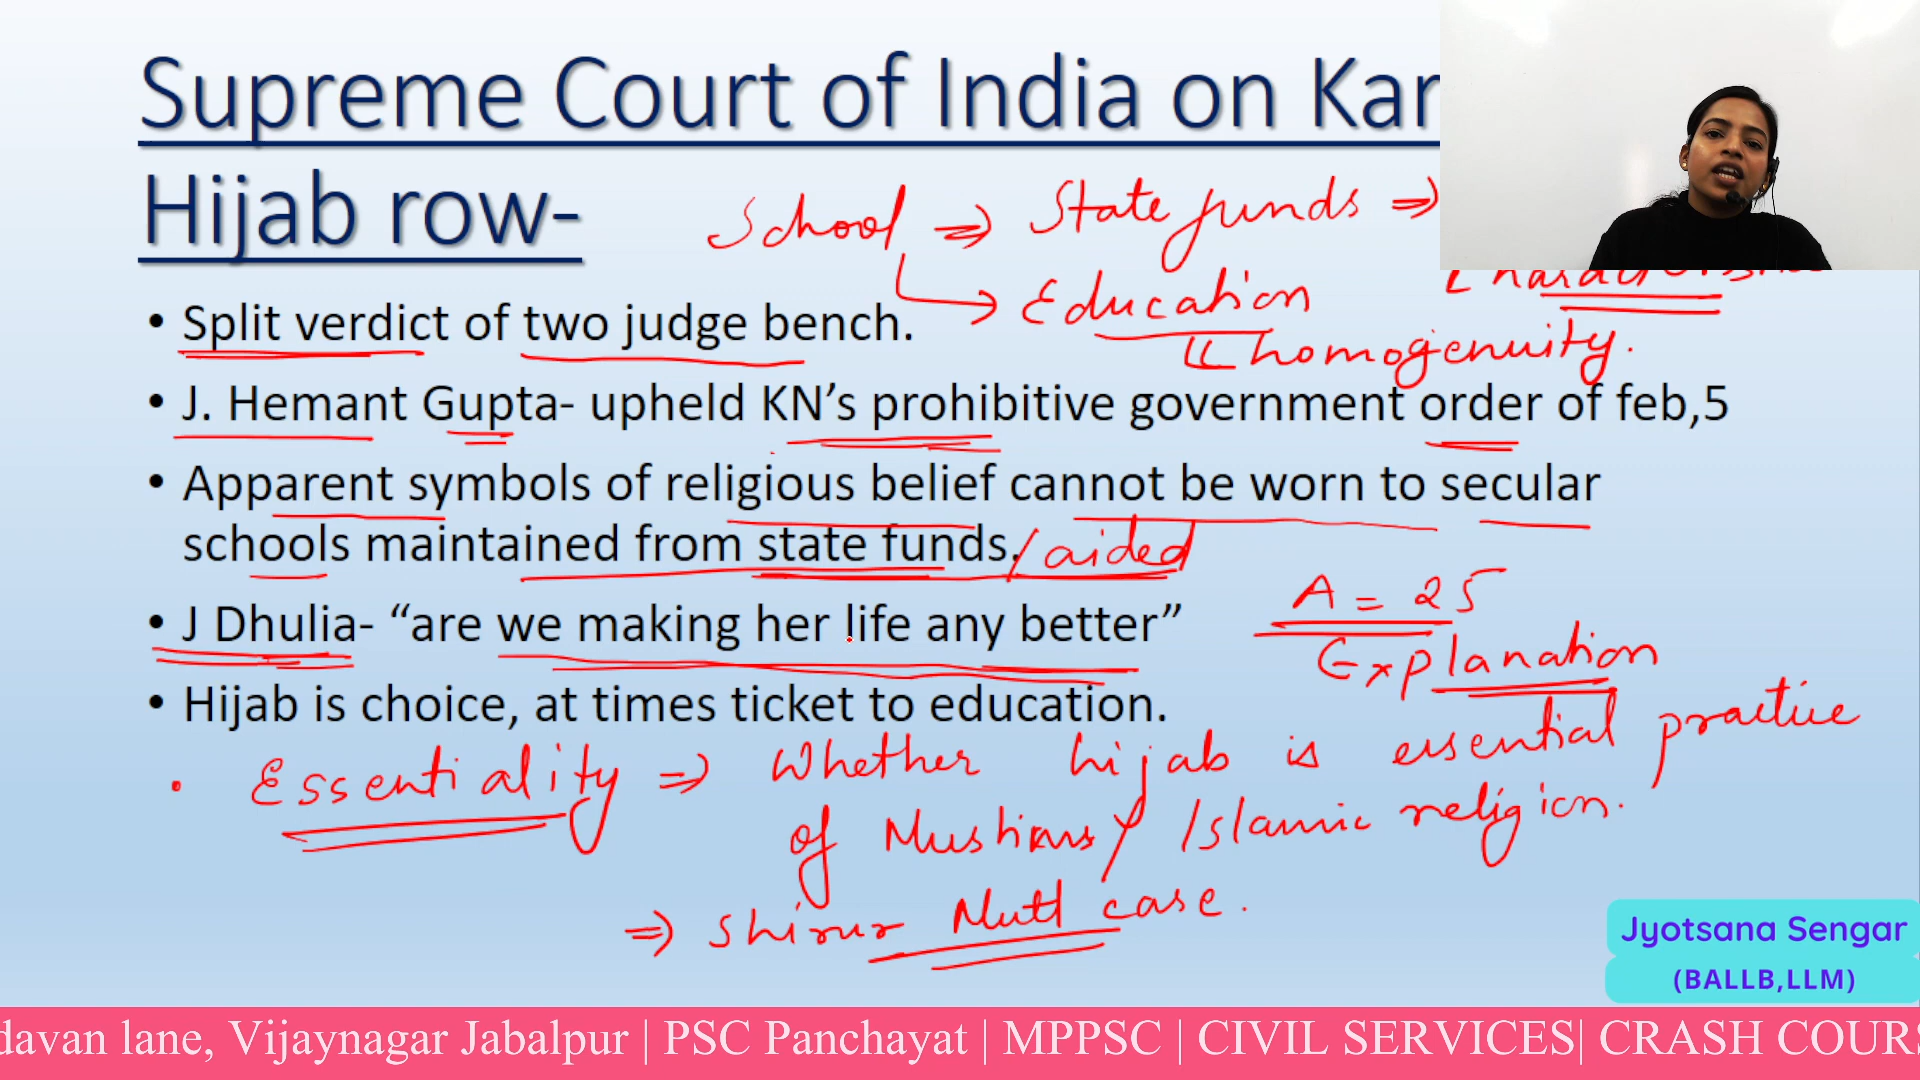 Supreme Court of India on Kar
Hijab row-
School ⇒ State funds ⇒
Education
homogenuity.
• Split verdict of two judge bench.
• J. Hemant Gupta- upheld KN’s prohibitive government order of feb,5
• Apparent symbols of religious belief cannot be worn to secular
schools maintained from state funds. / aided
A = 25
Explanation
• J Dhulia- “are we making her life any better”
• Hijab is choice, at times ticket to education.
• Essentiality ⇒ Whether hijab is essential practice
of Muslims / Islamic religion.
⇒ Shirur Mutt case.
Jyotsana Sengar
(BALLB,LLM)
davan lane, Vijaynagar Jabalpur | PSC Panchayat | MPPSC | CIVIL SERVICES| CRASH COURS